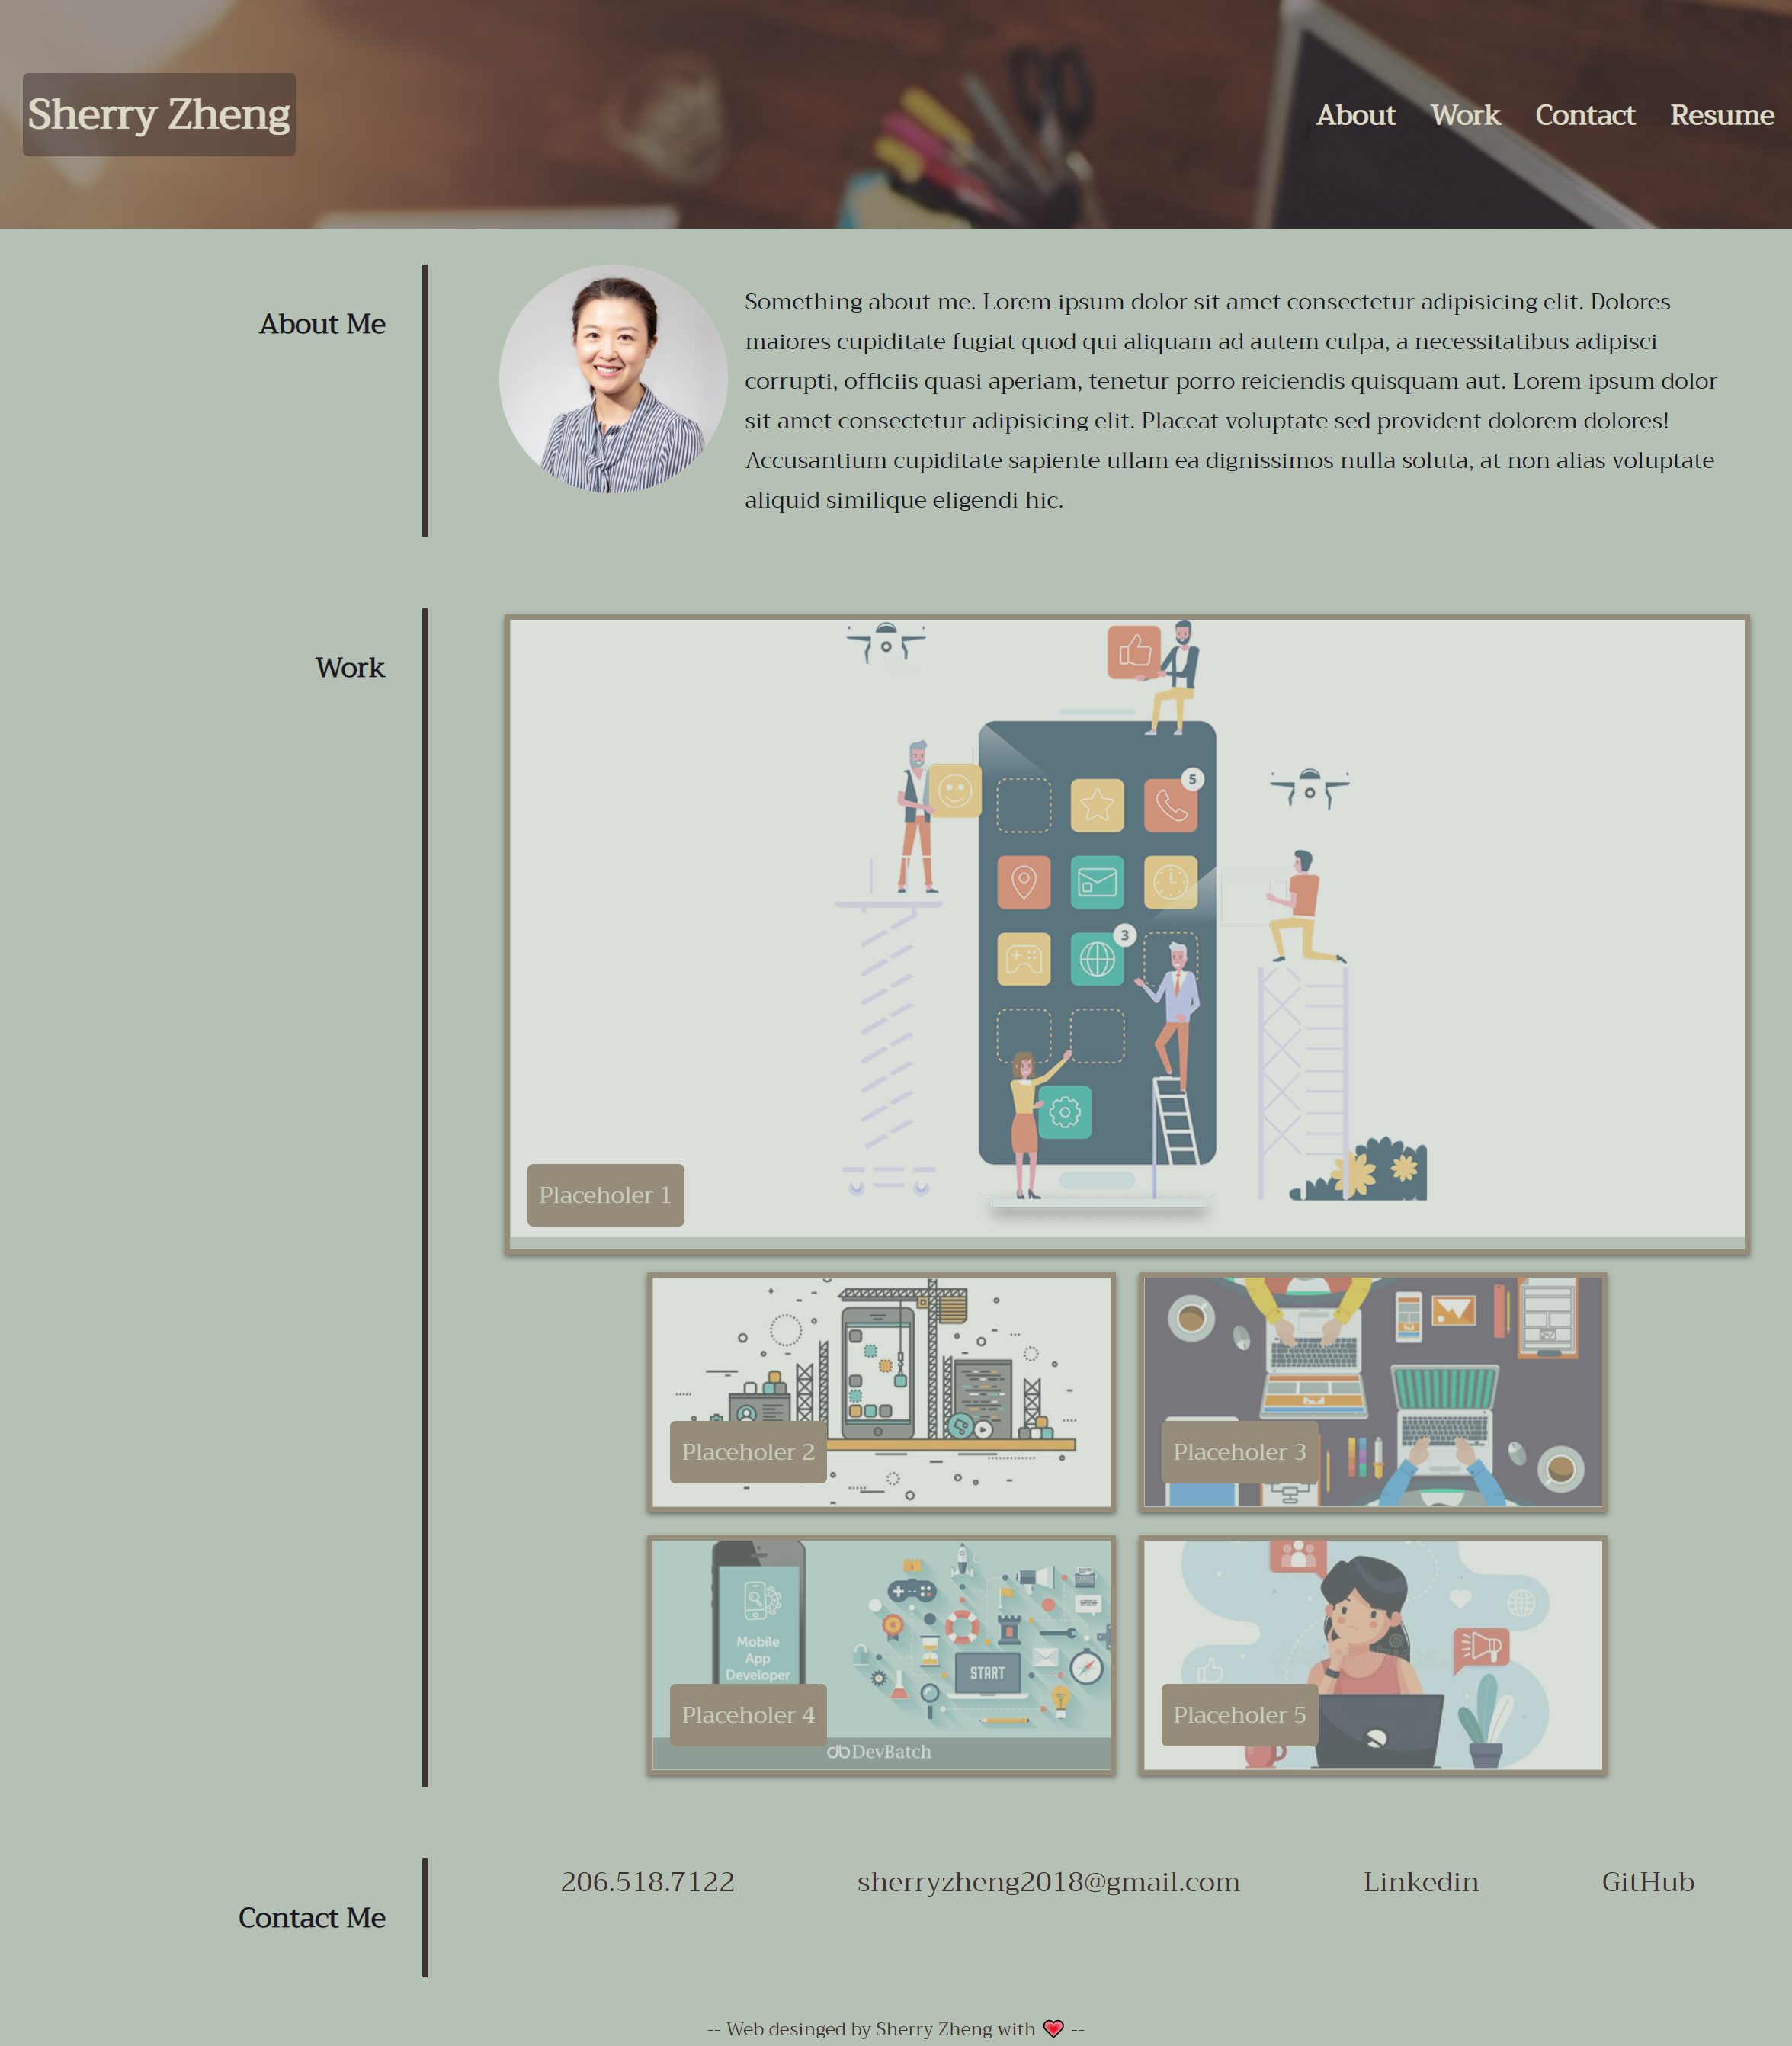 Sherry Zheng
About Work Contact Resume
About Me
Something about me. Lorem ipsum dolor sit amet consectetur adipisicing elit. Dolores
maiores cupiditate fugiat quod qui aliquam ad autem culpa, a necessitatibus adipisci
corrupti, officiis quasi aperiam, tenetur porro reiciendis quisquam aut. Lorem ipsum dolor
sit amet consectetur adipisicing elit. Placeat voluptate sed provident dolorem dolores!
Accusantium cupiditate sapiente ullam ea dignissimos nulla soluta, at non alias voluptate
aliquid similique eligendi hic.
Work
5
3
Placeholer 1
Placeholer 2
Placeholer 3
Mobile
App
Developer
START
Placeholer 4
DevBatch
Placeholer 5
Contact Me
206.518.7122
sherryzheng2018@gmail.com
Linkedin
GitHub
-- Web desinged by Sherry Zheng with ❤ --